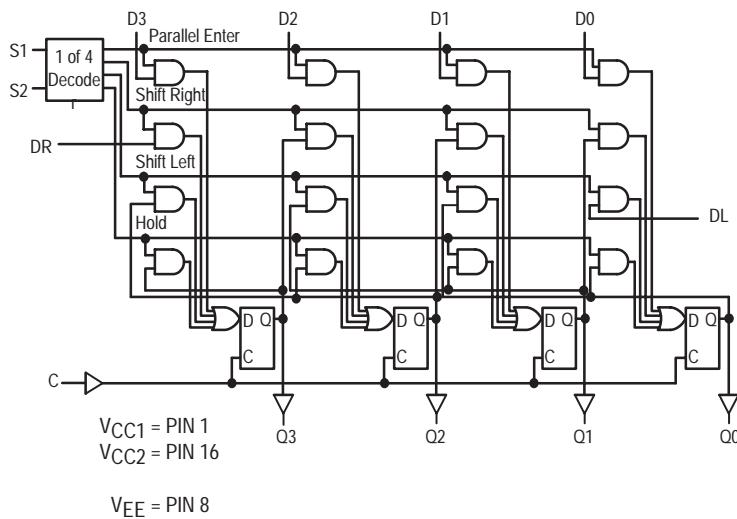 D3 D2 D1 D0
Parallel Enter
S1
1 of 4
Decode
S2
Shift Right
DR
Shift Left
DL
Hold
D Q D Q D Q D Q
C C C C
C
Q3 Q2 Q1 Q0
VCC1 = PIN 1
VCC2 = PIN 16
VEE = PIN 8